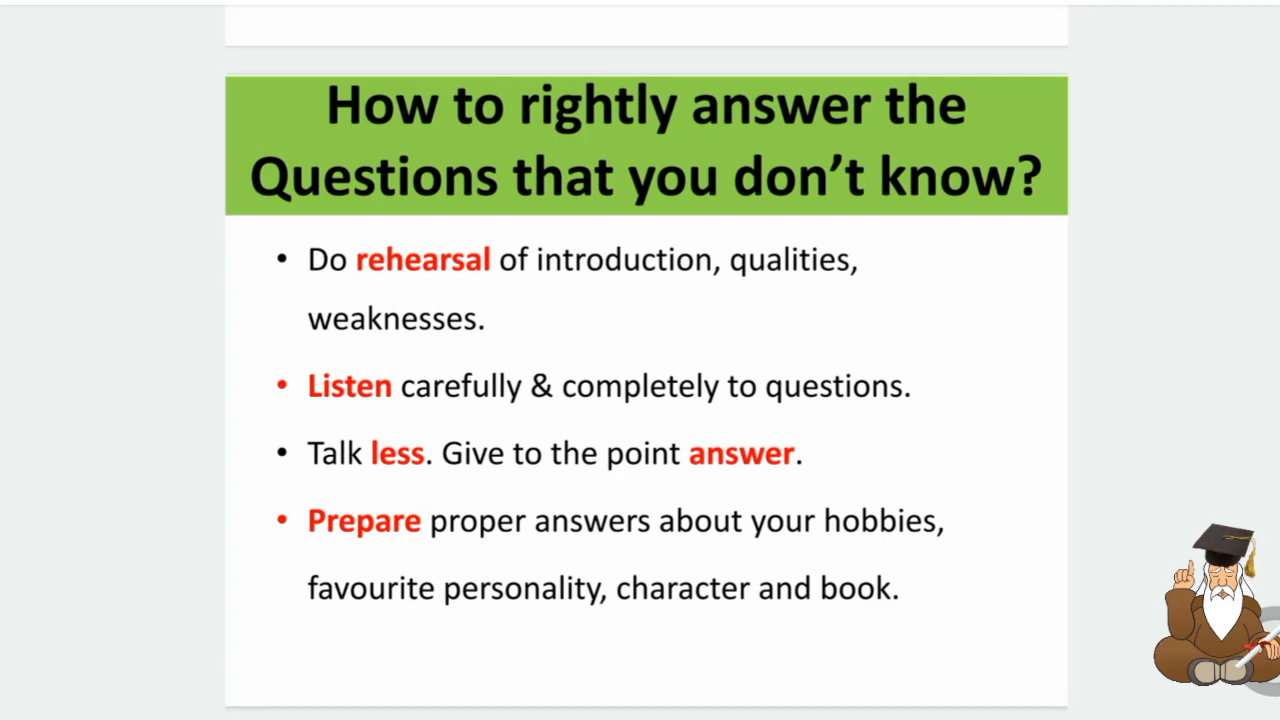 How to rightly answer the
Questions that you don’t know?
• Do rehearsal of introduction, qualities,
weaknesses.
• Listen carefully & completely to questions.
• Talk less. Give to the point answer.
• Prepare proper answers about your hobbies,
favourite personality, character and book.